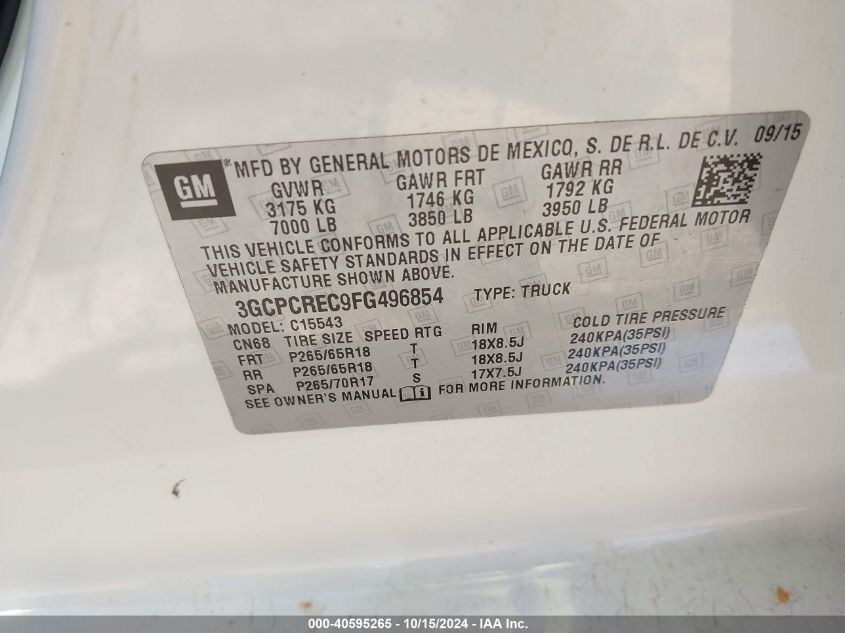 GM® MFD BY GENERAL MOTORS DE MEXICO, S. DE R.L. DE C.V. 09/15
GVWR GAWR FRT GAWR RR
3175 KG 1746 KG 1792 KG
7000 LB 3850 LB 3950 LB
THIS VEHICLE CONFORMS TO ALL APPLICABLE U.S. FEDERAL MOTOR
VEHICLE SAFETY STANDARDS IN EFFECT ON THE DATE OF
MANUFACTURE SHOWN ABOVE.
3GCPCREC9FG496854 TYPE: TRUCK
MODEL: C15543
CN68 TIRE SIZE SPEED RTG RIM COLD TIRE PRESSURE
FRT P265/65R18 T 18X8.5J 240KPA(35PSI)
RR P265/65R18 T 18X8.5J 240KPA(35PSI)
SPA P265/70R17 S 17X7.5J 240KPA(35PSI)
SEE OWNER'S MANUAL FOR MORE INFORMATION.
000-40595265 - 10/15/2024 - IAA Inc.